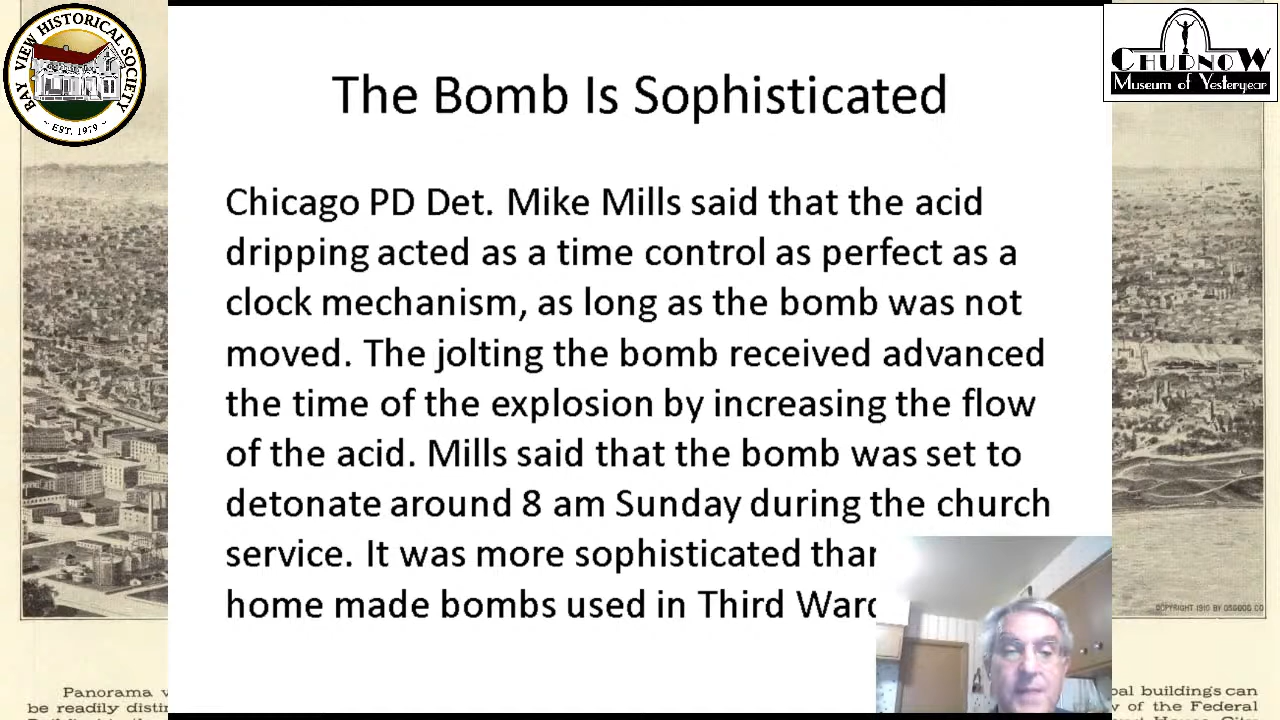 BAY VIEW HISTORICAL SOCIETY
~ EST. 1979 ~
CHUDNOW
Museum of Yesteryear
The Bomb Is Sophisticated
Chicago PD Det. Mike Mills said that the acid
dripping acted as a time control as perfect as a
clock mechanism, as long as the bomb was not
moved. The jolting the bomb received advanced
the time of the explosion by increasing the flow
of the acid. Mills said that the bomb was set to
detonate around 8 am Sunday during the church
service. It was more sophisticated than
home made bombs used in Third Ward
COPYRIGHT 1910 BY OSGOOD CO
Panorama
be readily
buildings can
of the Federal